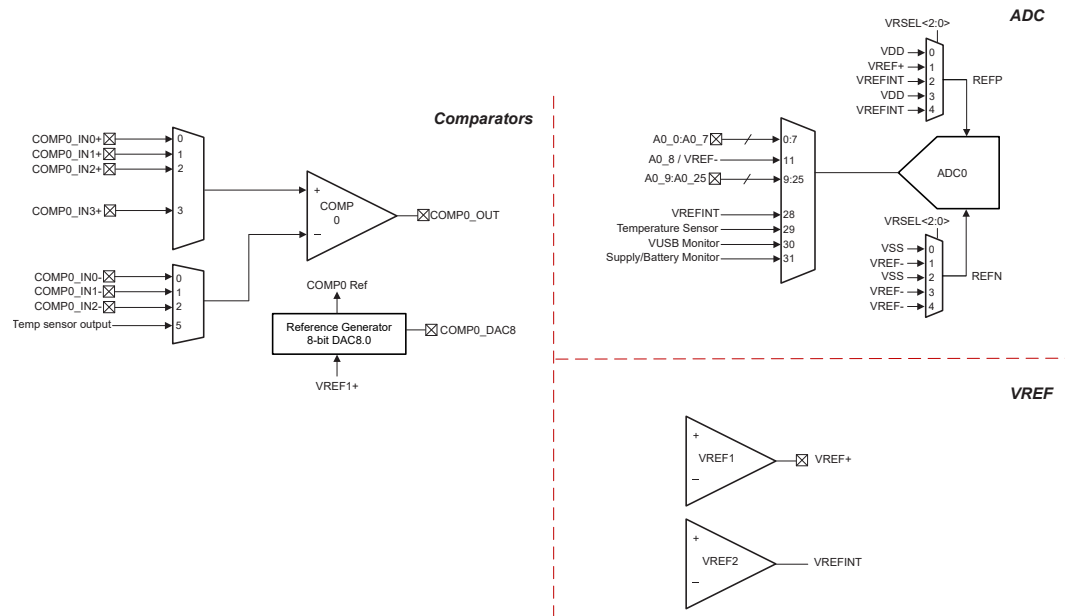 Comparators
COMP0_IN0+
COMP0_IN1+
COMP0_IN2+
COMP0_IN3+
0
1
2
3
COMP0_IN0-
COMP0_IN1-
COMP0_IN2-
Temp sensor output
0
1
2
5
+
COMP
0
–
COMP0_OUT
COMP0 Ref
Reference Generator
8-bit DAC8.0
COMP0_DAC8
VREF1+
ADC
VRSEL<2:0>
VDD
VREF+
VREFINT
VDD
VREFINT
0
1
2
3
4
REFP
A0_0:A0_7
A0_8 / VREF-
A0_9:A0_25
VREFINT
Temperature Sensor
VUSB Monitor
Supply/Battery Monitor
0:7
11
9:25
28
29
30
31
ADC0
VRSEL<2:0>
VSS
VREF-
VSS
VREF-
VREF-
0
1
2
3
4
REFN
VREF
+
VREF1
–
VREF+
+
VREF2
–
VREFINT